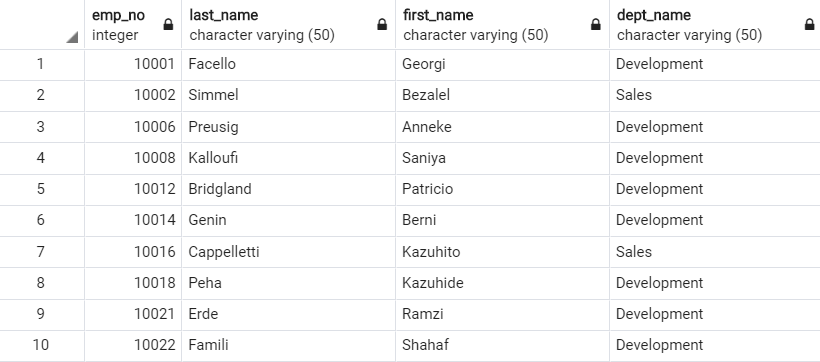 emp_no last_name first_name dept_name
integer character varying (50) character varying (50) character varying (50)
1 10001 Facello Georgi Development
2 10002 Simmel Bezalel Sales
3 10006 Preusig Anneke Development
4 10008 Kalloufi Saniya Development
5 10012 Bridgland Patricio Development
6 10014 Genin Berni Development
7 10016 Cappelletti Kazuhito Sales
8 10018 Peha Kazuhide Development
9 10021 Erde Ramzi Development
10 10022 Famili Shahaf Development